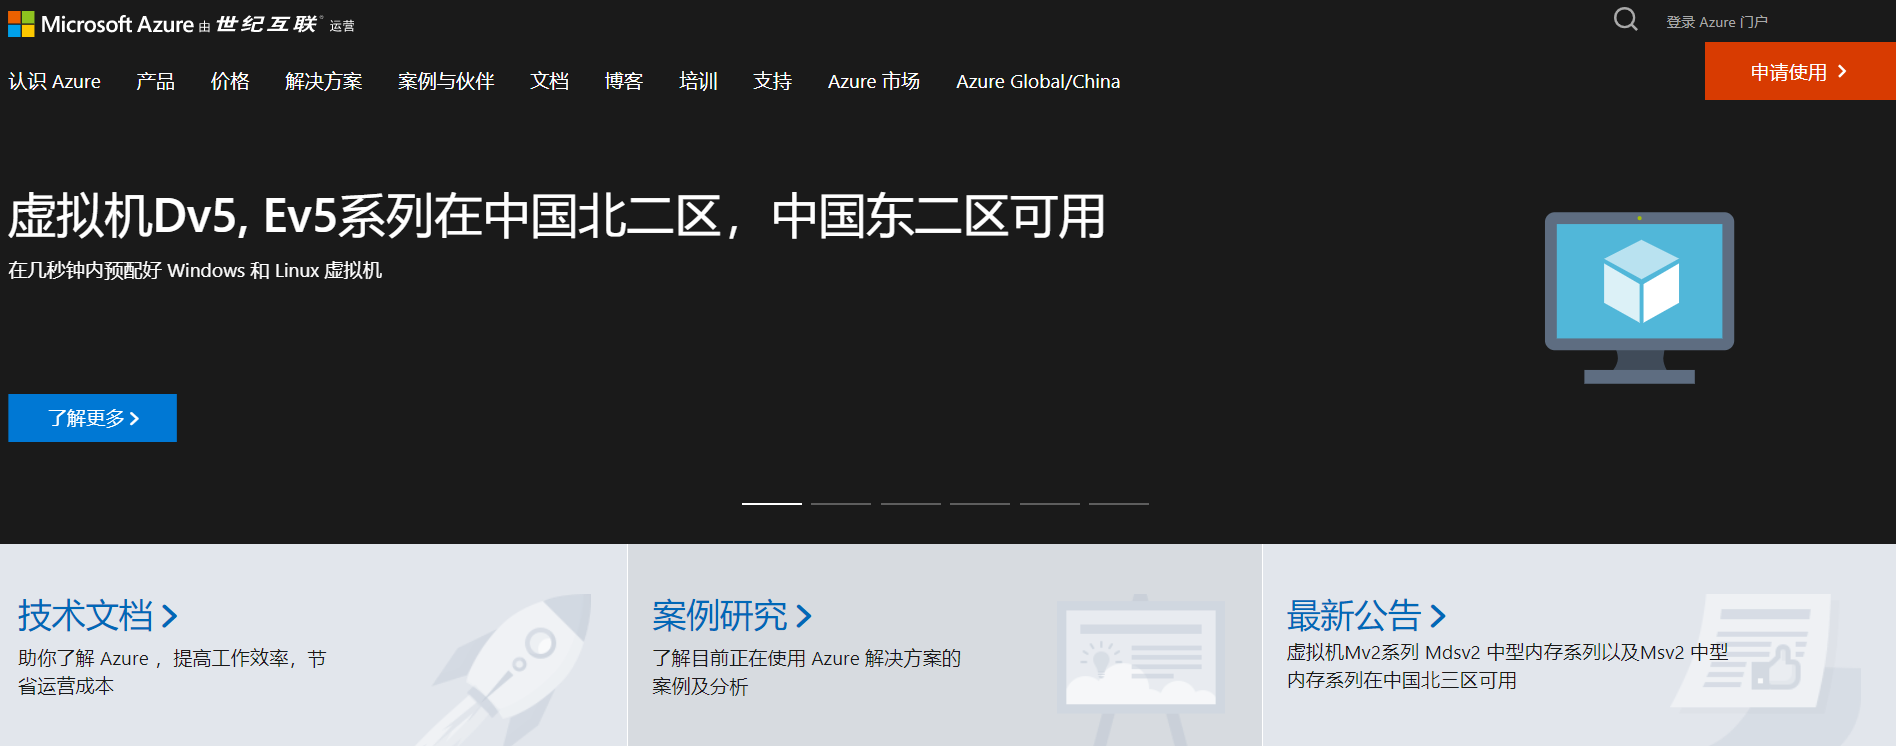 Microsoft Azure 由 世纪互联 运营
登录 Azure 门户
申请使用
认识 Azure 产品 价格 解决方案 案例与伙伴 文档 博客 培训 支持 Azure 市场 Azure Global/China
虚拟机Dv5, Ev5系列在中国北二区，中国东二区可用
在几秒钟内预配好 Windows 和 Linux 虚拟机
了解更多
技术文档
助你了解 Azure ，提高工作效率，节
省运营成本
案例研究
了解目前正在使用 Azure 解决方案的
案例及分析
最新公告
虚拟机Mv2系列 Mdsv2 中型内存系列以及Msv2 中型
内存系列在中国北三区可用